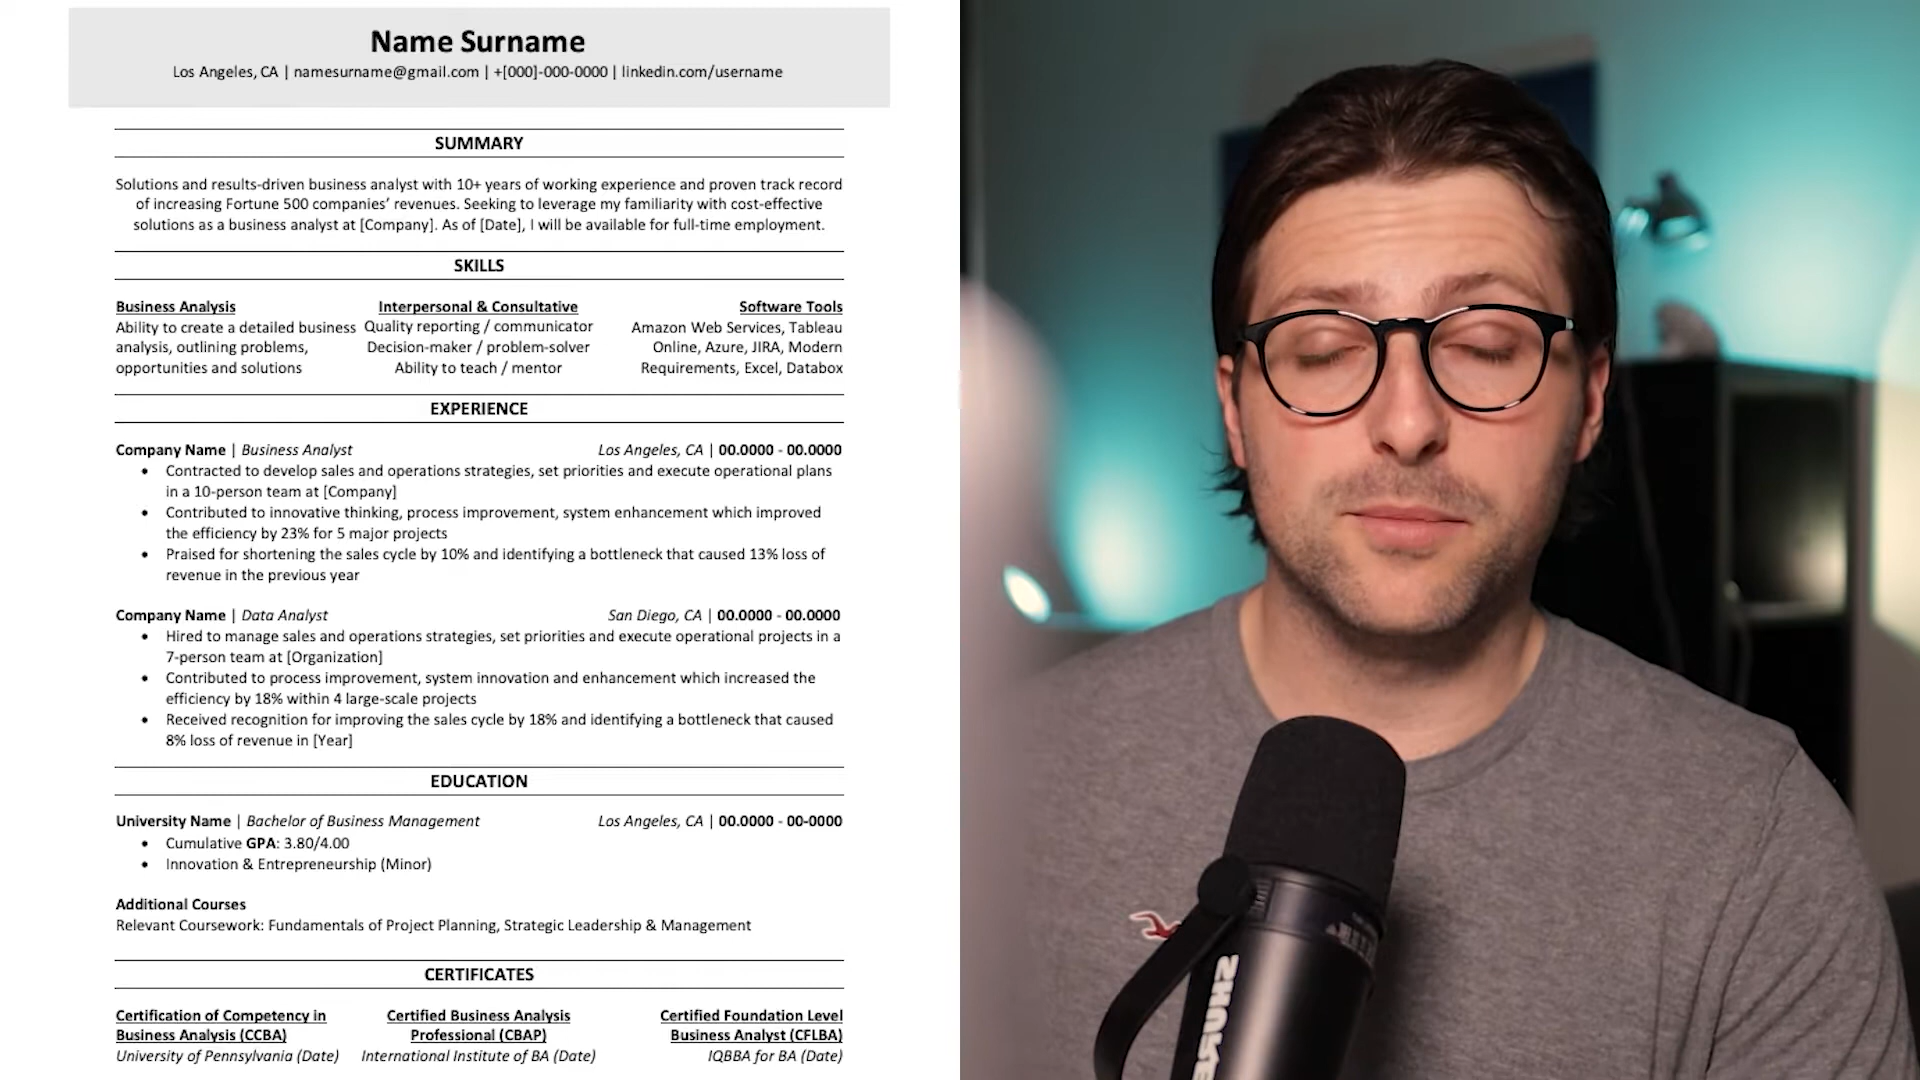 Name Surname
Los Angeles, CA | namesurname@gmail.com | +[000]-000-0000 | linkedin.com/username
SUMMARY
Solutions and results-driven business analyst with 10+ years of working experience and proven track record
of increasing Fortune 500 companies’ revenues. Seeking to leverage my familiarity with cost-effective
solutions as a business analyst at [Company]. As of [Date], I will be available for full-time employment.
SKILLS
Business Analysis
Ability to create a detailed business
analysis, outlining problems,
opportunities and solutions
Interpersonal & Consultative
Quality reporting / communicator
Decision-maker / problem-solver
Ability to teach / mentor
Software Tools
Amazon Web Services, Tableau
Online, Azure, JIRA, Modern
Requirements, Excel, Databox
EXPERIENCE
Company Name | Business Analyst Los Angeles, CA | 00.0000 - 00.0000
• Contracted to develop sales and operations strategies, set priorities and execute operational plans
in a 10-person team at [Company]
• Contributed to innovative thinking, process improvement, system enhancement which improved
the efficiency by 23% for 5 major projects
• Praised for shortening the sales cycle by 10% and identifying a bottleneck that caused 13% loss of
revenue in the previous year
Company Name | Data Analyst San Diego, CA | 00.0000 - 00.0000
• Hired to manage sales and operations strategies, set priorities and execute operational projects in a
7-person team at [Organization]
• Contributed to process improvement, system innovation and enhancement which increased the
efficiency by 18% within 4 large-scale projects
• Received recognition for improving the sales cycle by 18% and identifying a bottleneck that caused
8% loss of revenue in [Year]
EDUCATION
University Name | Bachelor of Business Management Los Angeles, CA | 00.0000 - 00-0000
• Cumulative GPA: 3.80/4.00
• Innovation & Entrepreneurship (Minor)
Additional Courses
Relevant Coursework: Fundamentals of Project Planning, Strategic Leadership & Management
CERTIFICATES
Certification of Competency in
Business Analysis (CCBA)
University of Pennsylvania (Date)
Certified Business Analysis
Professional (CBAP)
International Institute of BA (Date)
Certified Foundation Level
Business Analyst (CFLBA)
IQBBA for BA (Date)
SHURE